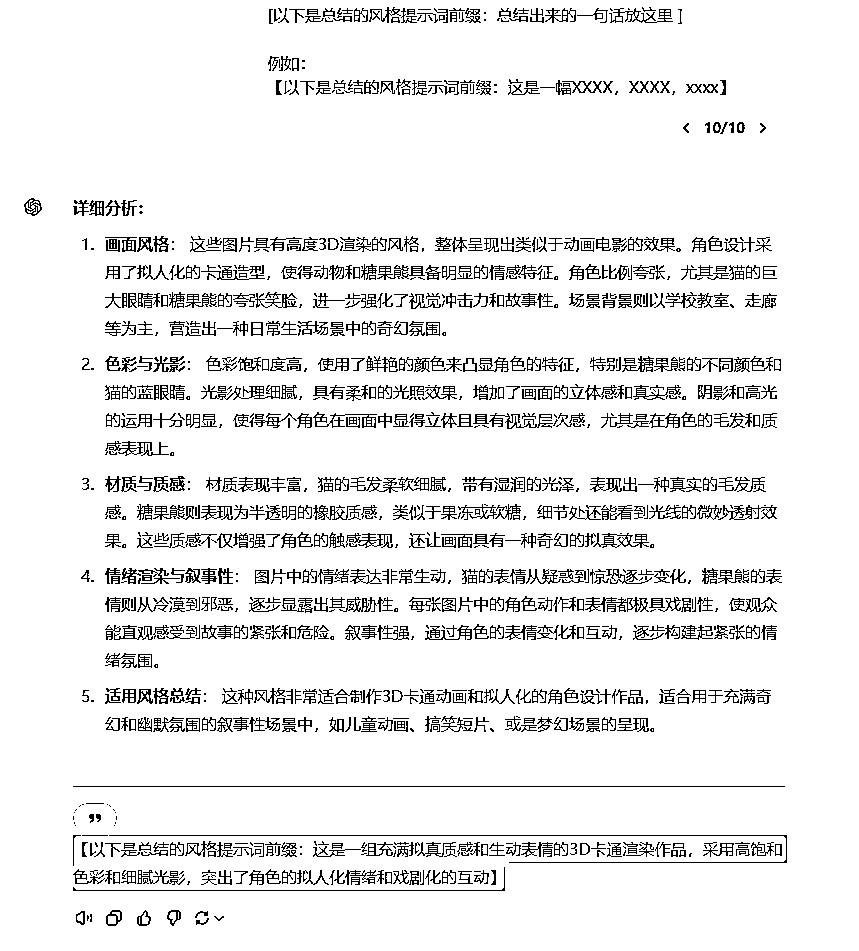 [以下是总结的风格提示词前缀：总结出来的一句话放这里 ]
例如：
【以下是总结的风格提示词前缀：这是一幅XXXX，XXXX，xxxx】
10/10
详细分析：
1. 画面风格： 这些图片具有高度3D渲染的风格，整体呈现出类似于动画电影的效果。角色设计采
用了拟人化的卡通造型，使得动物和糖果熊具备明显的情感特征。角色比例夸张，尤其是猫的巨
大眼睛和糖果熊的夸张笑脸，进一步强化了视觉冲击力和故事性。场景背景则以学校教室、走廊
等为主，营造出一种日常生活场景中的奇幻氛围。
2. 色彩与光影： 色彩饱和度高，使用了鲜艳的颜色来凸显角色的特征，特别是糖果熊的不同颜色和
猫的蓝眼睛。光影处理细腻，具有柔和的光照效果，增加了画面的立体感和真实感。阴影和高光
的运用十分明显，使得每个角色在画面中显得立体且具有视觉层次感，尤其是在角色的毛发和质
感表现上。
3. 材质与质感： 材质表现丰富，猫的毛发柔软细腻，带有湿润的光泽，表现出一种真实的毛发质
感。糖果熊则表现为半透明的橡胶质感，类似于果冻或软糖，细节处还能看到光线的微妙透射效
果。这些质感不仅增强了角色的触感表现，还让画面具有一种奇幻的拟真效果。
4. 情绪渲染与叙事性： 图片中的情绪表达非常生动，猫的表情从疑惑到惊恐逐步变化，糖果熊的表
情则从冷漠到邪恶，逐步显露出其威胁性。每张图片中的角色动作和表情都极具戏剧性，使观众
能直观感受到故事的紧张和危险。叙事性强，通过角色的表情变化和互动，逐步构建起紧张的情
绪氛围。
5. 适用风格总结： 这种风格非常适合制作3D卡通动画和拟人化的角色设计作品，适合用于充满奇
幻和幽默氛围的叙事性场景中，如儿童动画、搞笑短片、或是梦幻场景的呈现。
【以下是总结的风格提示词前缀：这是一组充满拟真质感和生动表情的3D卡通渲染作品，采用高饱和
色彩和细腻光影，突出了角色的拟人化情绪和戏剧化的互动】